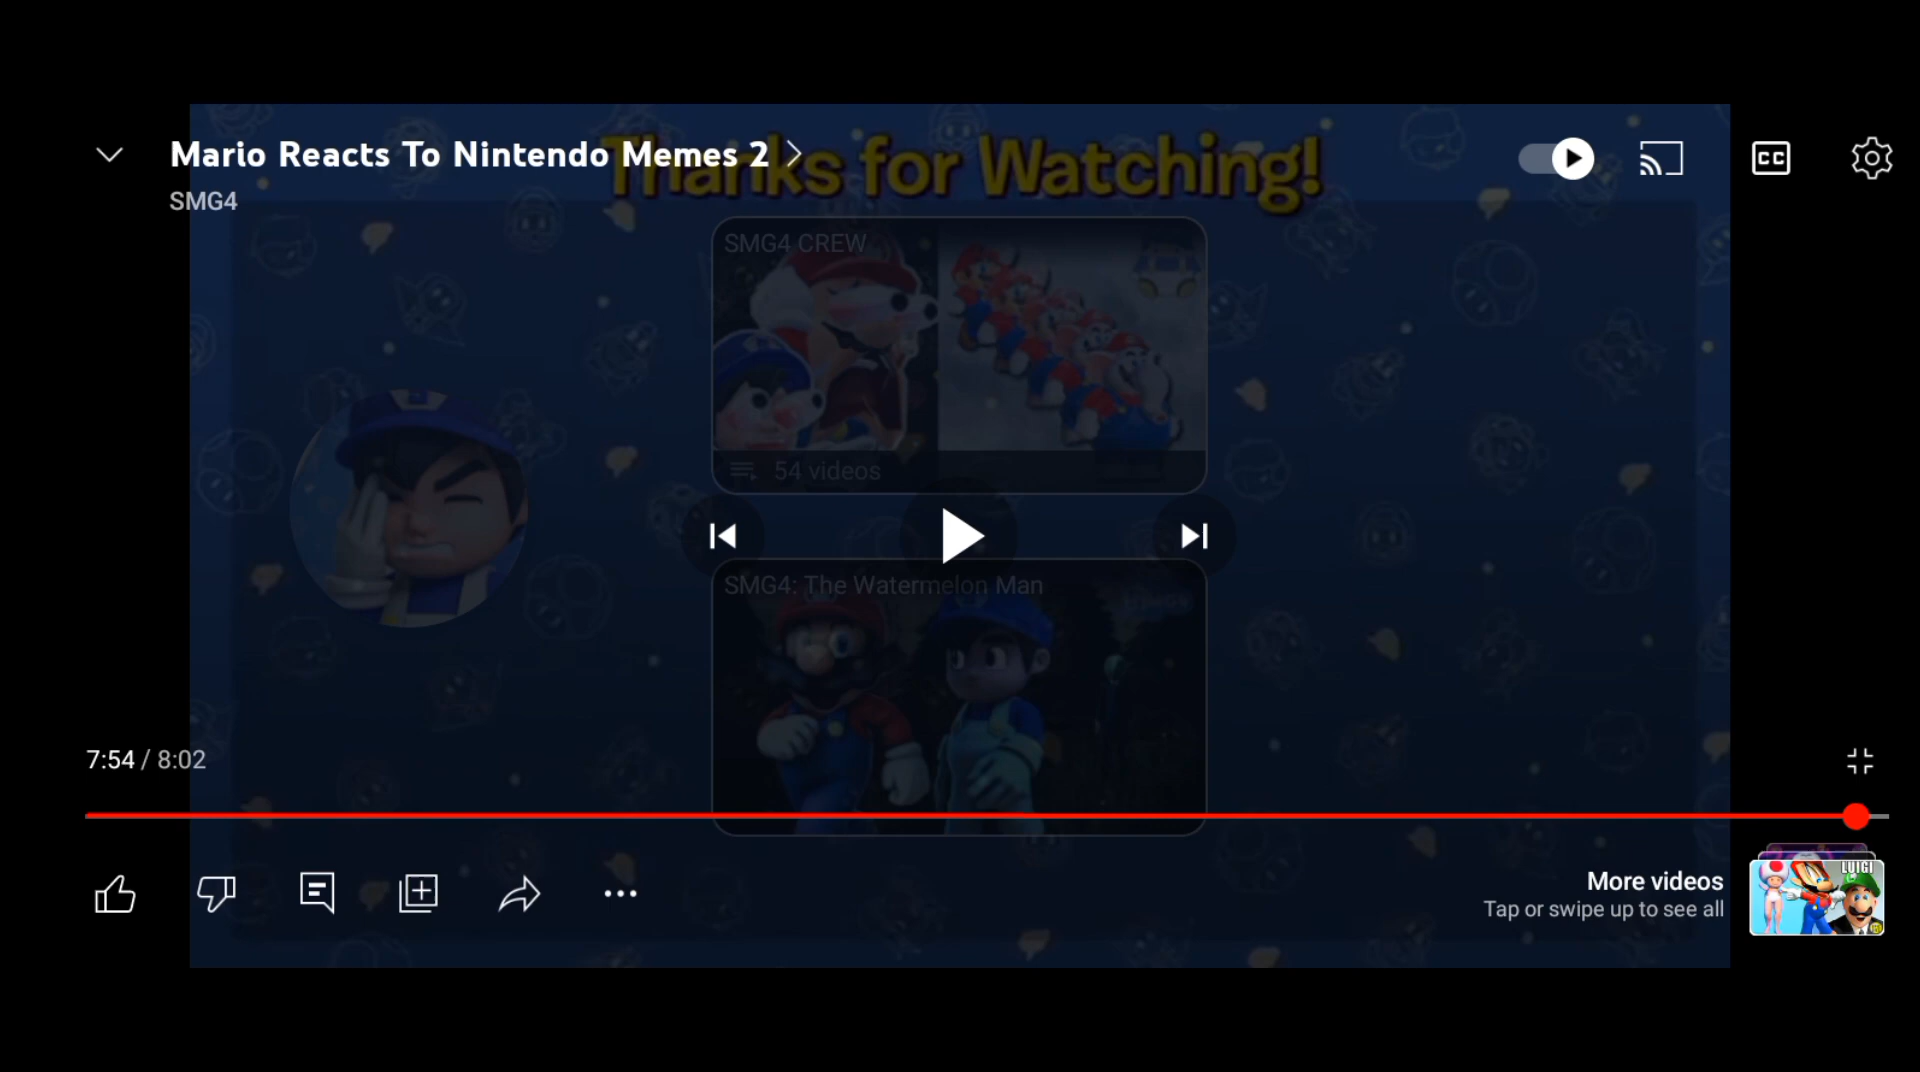 Mario Reacts To Nintendo Memes 2
SMG4
Thanks for Watching!
CC
SMG4 CREW
54 videos
SMG4: The Watermelon Man
7:54 / 8:02
More videos
Tap or swipe up to see all
LUIGI